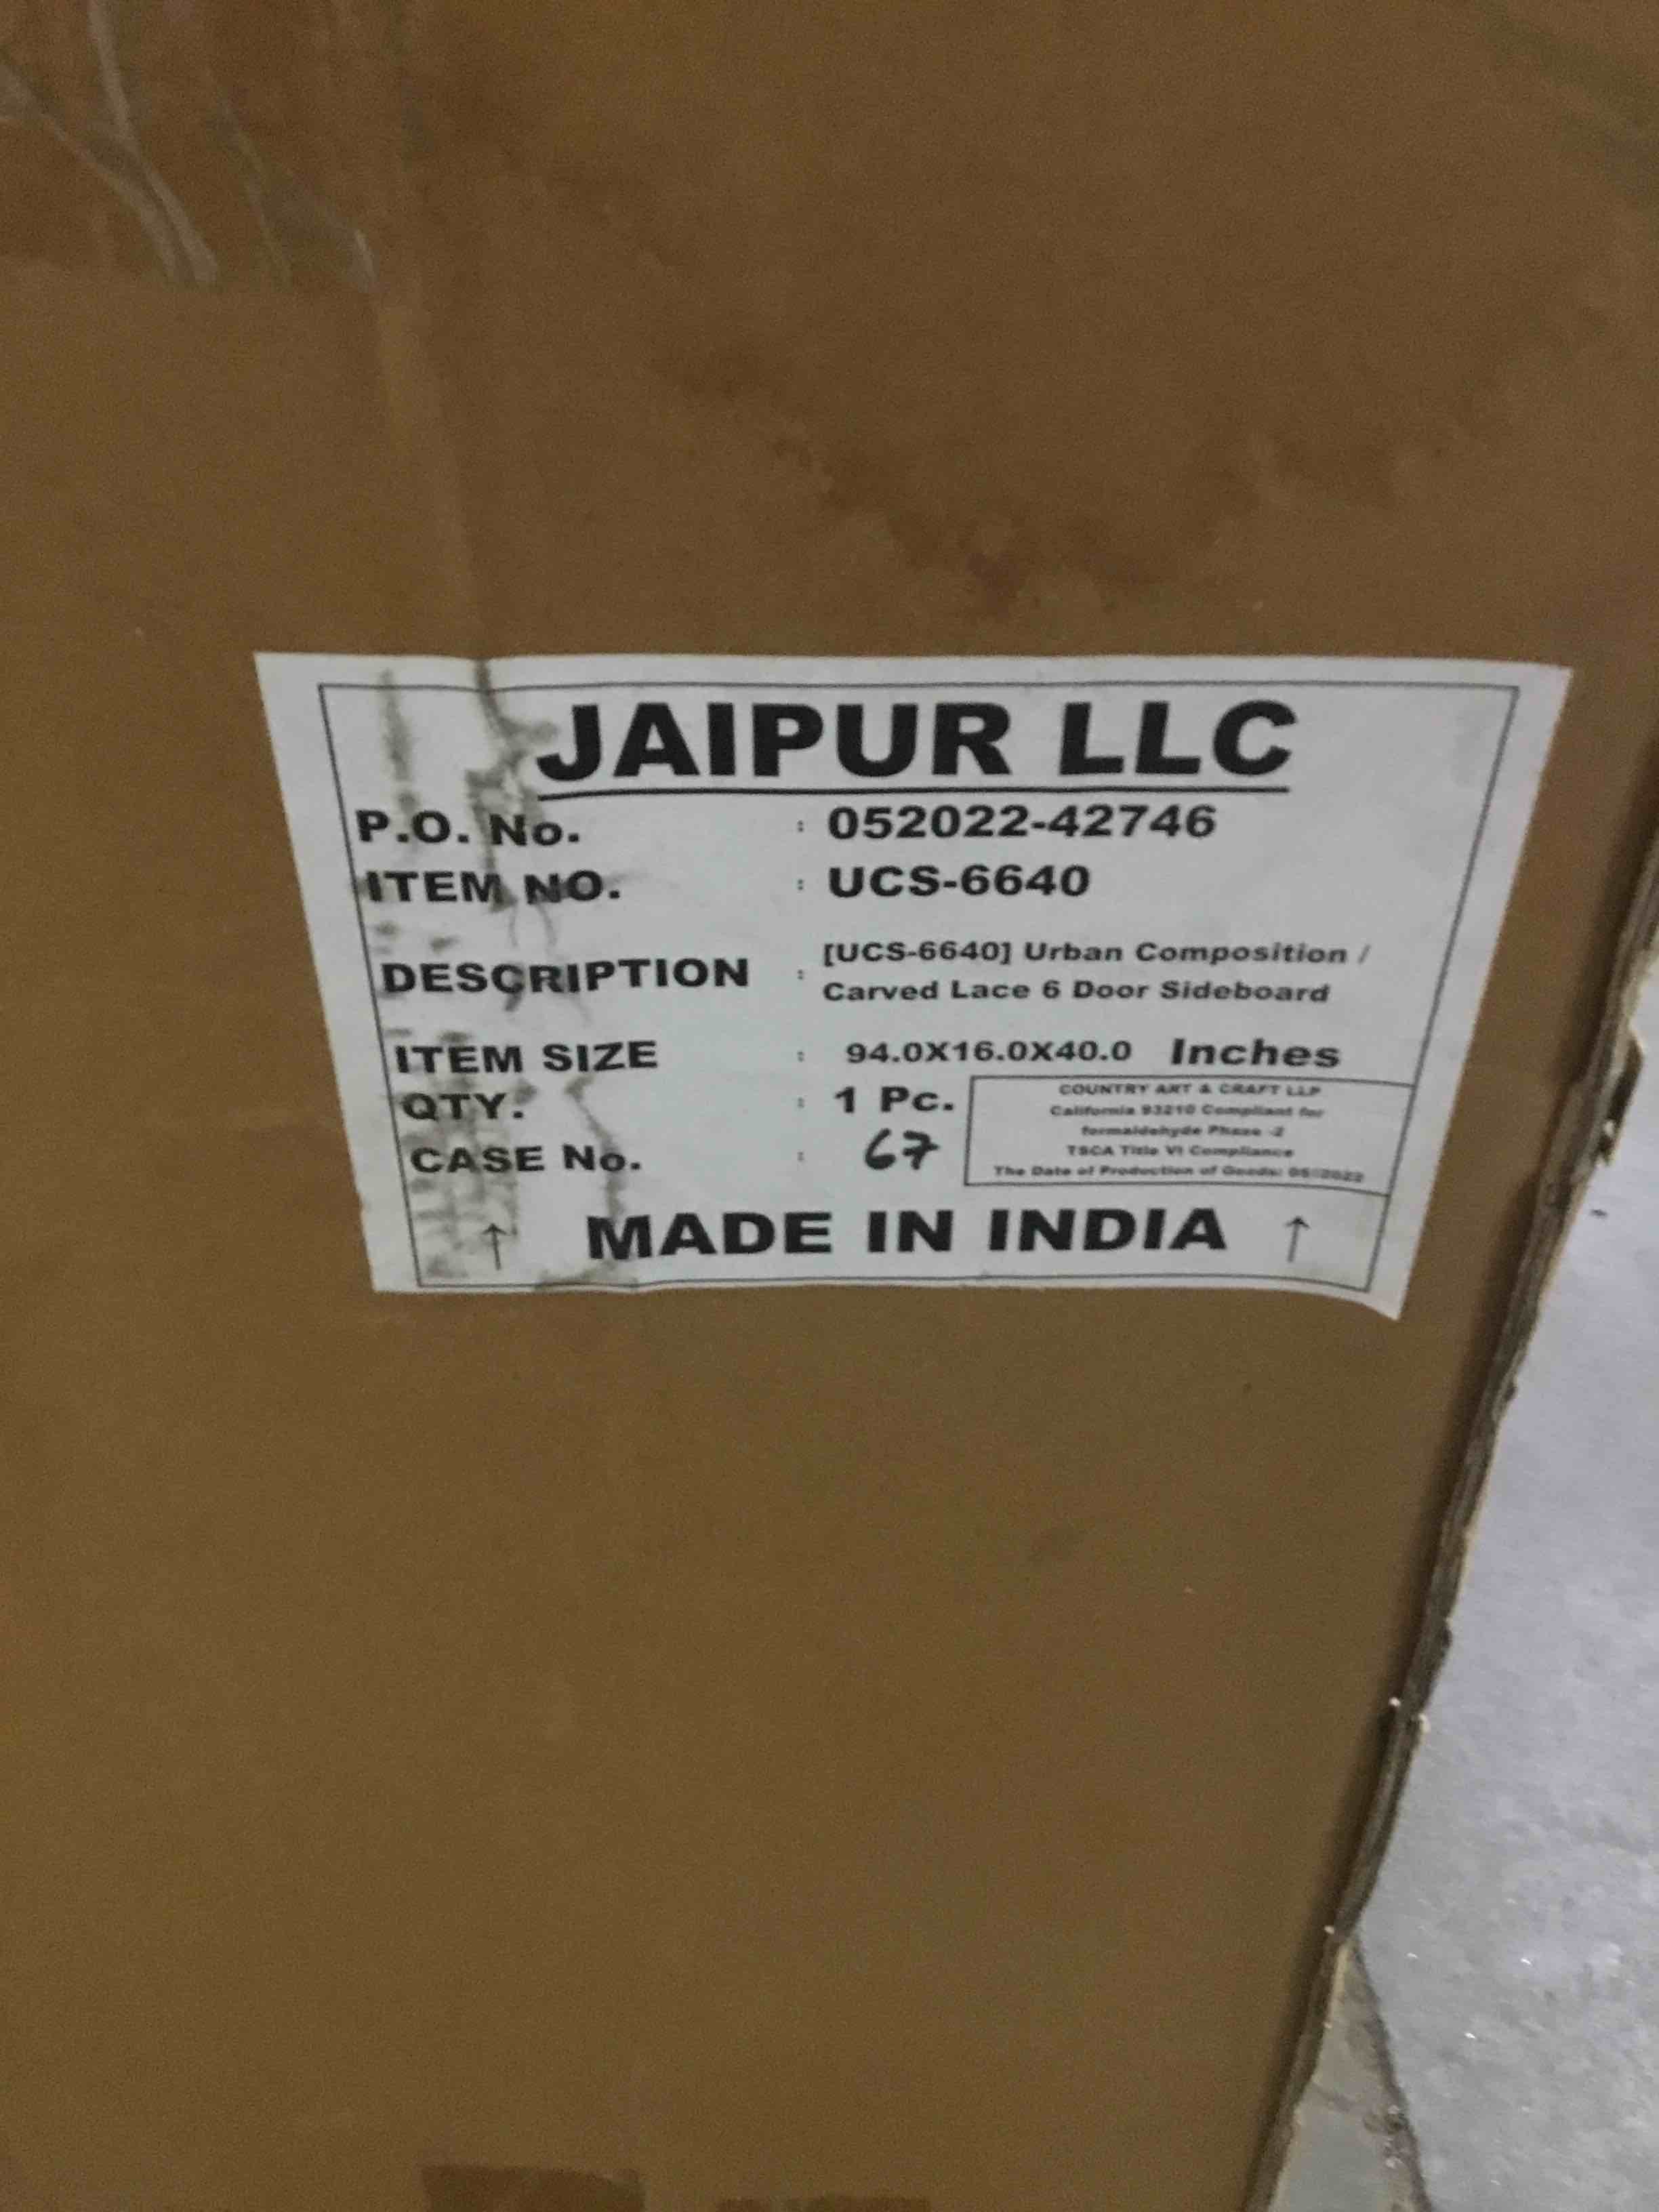 JAIPUR LLC
P.O. No. : 052022-42746
ITEM NO. : UCS-6640
DESCRIPTION : [UCS-6640] Urban Composition /
Carved Lace 6 Door Sideboard
ITEM SIZE : 94.0X16.0X40.0 Inches
QTY. : 1 Pc.
CASE No. : 67
COUNTRY ART & CRAFT LLP
California 93210 Compliant for
formaldehyde Phase -2
TSCA Title VI Compliance
The Date of Production of Goods:
↑ MADE IN INDIA ↑